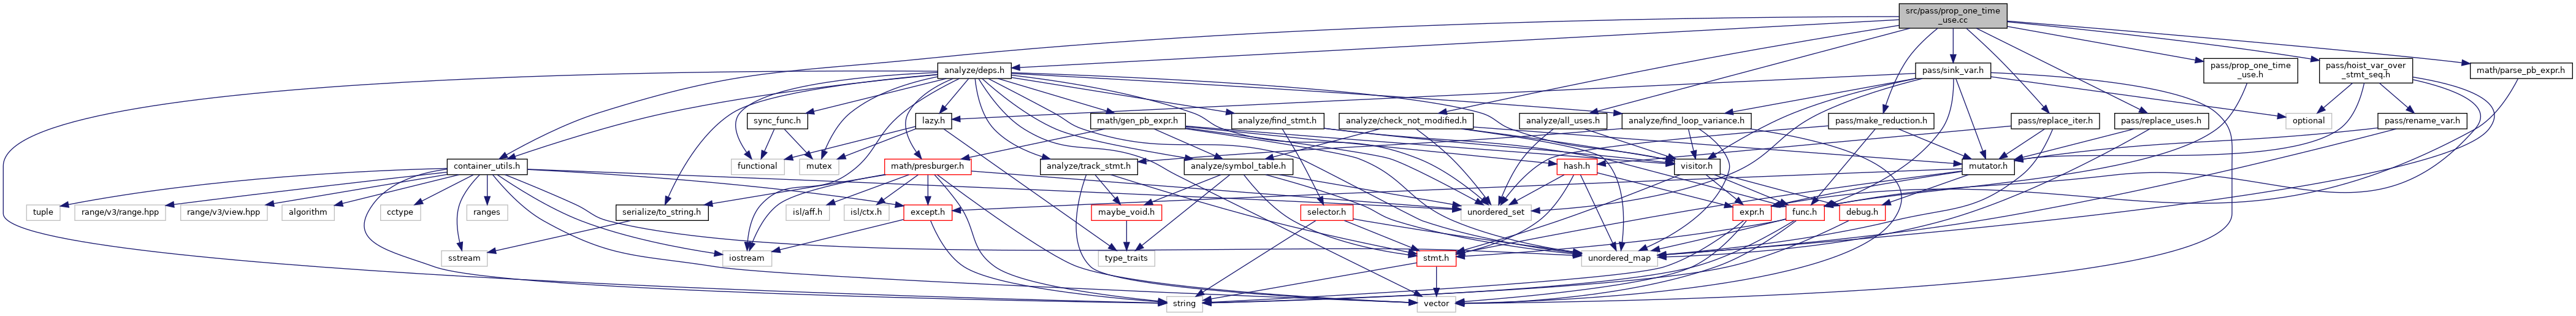 src/pass/prop_one_time
_use.cc
analyze/deps.h
pass/sink_var.h
pass/prop_one_time
_use.h
pass/hoist_var_over
_stmt_seq.h
math/parse_pb_expr.h
sync_func.h
lazy.h
math/gen_pb_expr.h
analyze/find_stmt.h
analyze/check_not_modified.h
analyze/all_uses.h
analyze/find_loop_variance.h
pass/make_reduction.h
pass/replace_iter.h
pass/replace_uses.h
optional
pass/rename_var.h
container_utils.h
functional
mutex
math/presburger.h
analyze/track_stmt.h
analyze/symbol_table.h
hash.h
visitor.h
mutator.h
tuple
range/v3/range.hpp
range/v3/view.hpp
algorithm
cctype
ranges
serialize/to_string.h
isl/aff.h
isl/ctx.h
except.h
maybe_void.h
selector.h
unordered_set
expr.h
func.h
debug.h
sstream
iostream
type_traits
stmt.h
unordered_map
string
vector